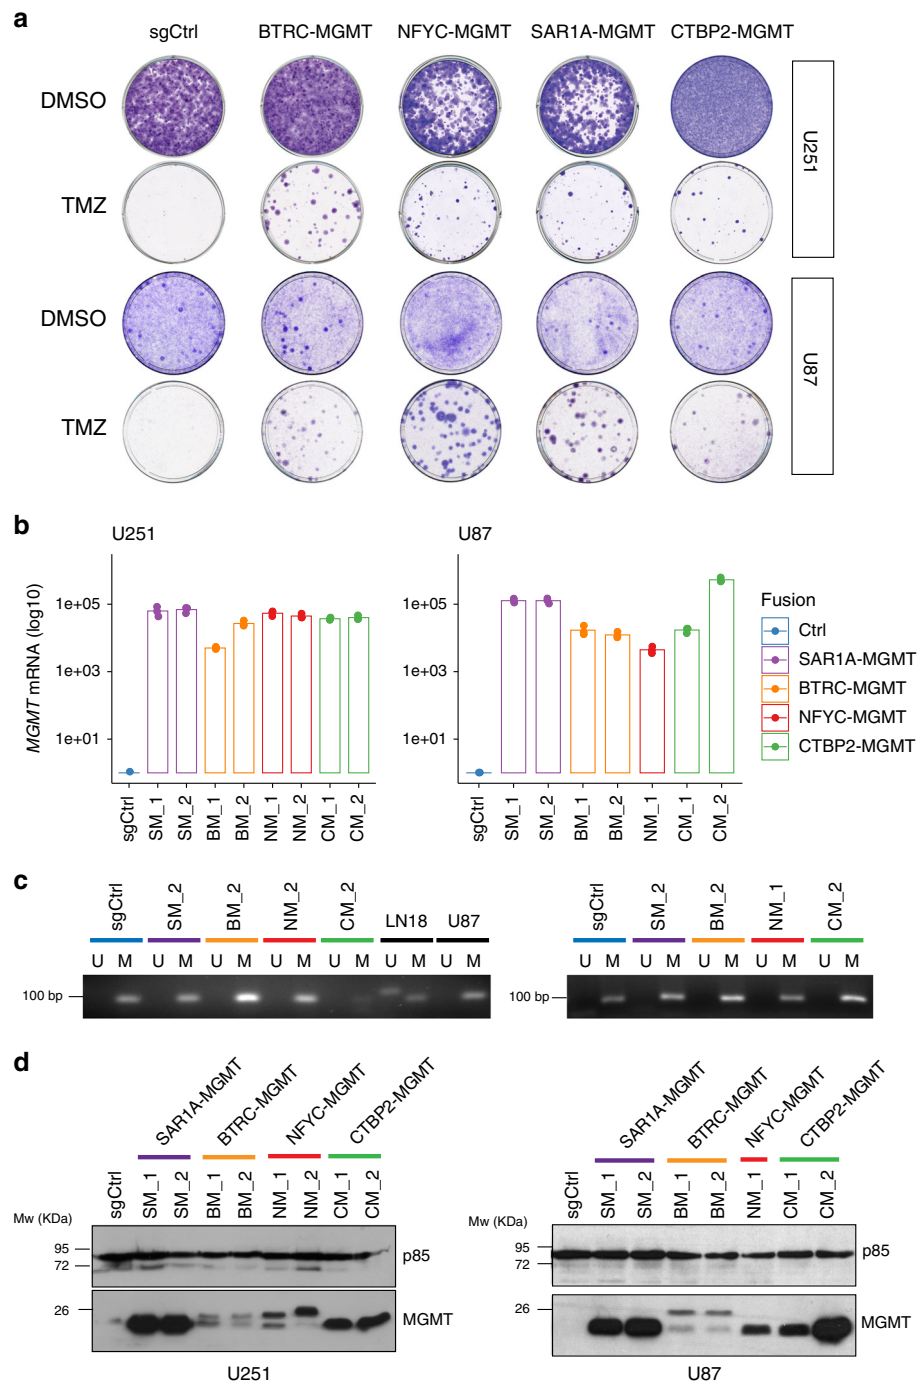 a
sgCtrl BTRC-MGMT NFYC-MGMT SAR1A-MGMT CTBP2-MGMT
DMSO
TMZ
U251
DMSO
TMZ
U87
b
U251
MGMT mRNA (log10)
1e+05
1e+03
1e+01
sgCtrl SM_1 SM_2 BM_1 BM_2 NM_1 NM_2 CM_1 CM_2
U87
1e+05
1e+03
1e+01
sgCtrl SM_1 SM_2 BM_1 BM_2 NM_1 CM_1 CM_2
Fusion
Ctrl
SAR1A-MGMT
BTRC-MGMT
NFYC-MGMT
CTBP2-MGMT
c
sgCtrl SM_2 BM_2 NM_2 CM_2 LN18 U87
U M U M U M U M U M U M U M
100 bp
sgCtrl SM_2 BM_2 NM_1 CM_2
U M U M U M U M U M
100 bp
d
SAR1A-MGMT BTRC-MGMT NFYC-MGMT CTBP2-MGMT
sgCtrl SM_1 SM_2 BM_1 BM_2 NM_1 NM_2 CM_1 CM_2
Mw (KDa)
95
72
p85
26
MGMT
U251
SAR1A-MGMT BTRC-MGMT NFYC-MGMT CTBP2-MGMT
sgCtrl SM_1 SM_2 BM_1 BM_2 NM_1 CM_1 CM_2
Mw (KDa)
95
72
p85
26
MGMT
U87